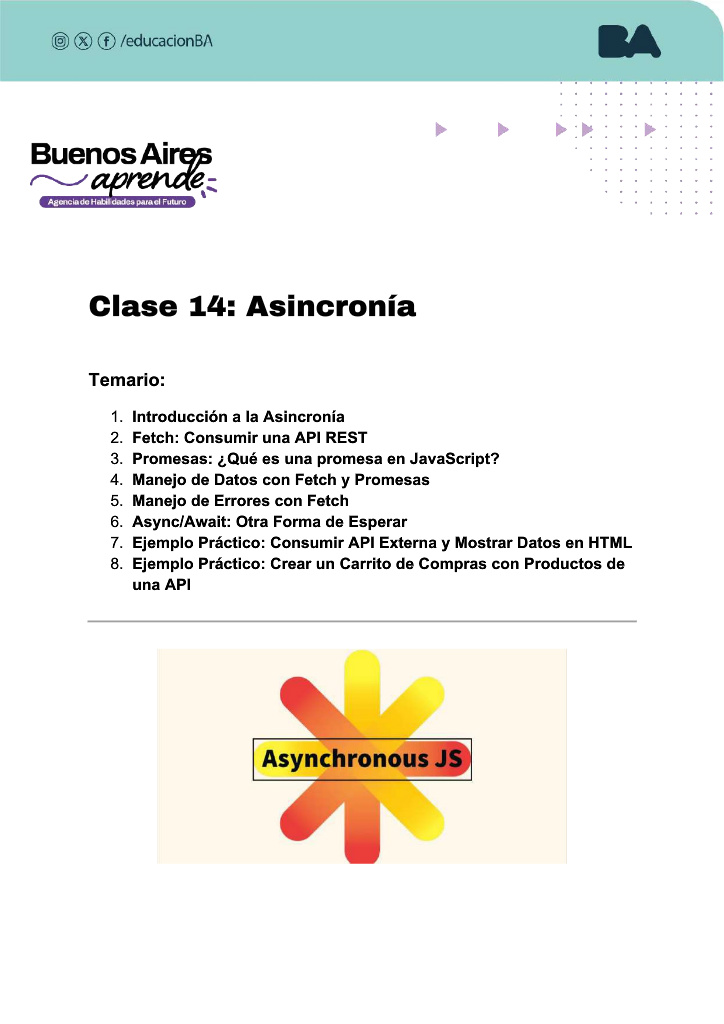 /educacionBA
BA
Buenos Aires
aprende
Agencia de Habilidades para el Futuro
Clase 14: Asincronía
Temario:
1. Introducción a la Asincronía
2. Fetch: Consumir una API REST
3. Promesas: ¿Qué es una promesa en JavaScript?
4. Manejo de Datos con Fetch y Promesas
5. Manejo de Errores con Fetch
6. Async/Await: Otra Forma de Esperar
7. Ejemplo Práctico: Consumir API Externa y Mostrar Datos en HTML
8. Ejemplo Práctico: Crear un Carrito de Compras con Productos de
una API
Asynchronous JS